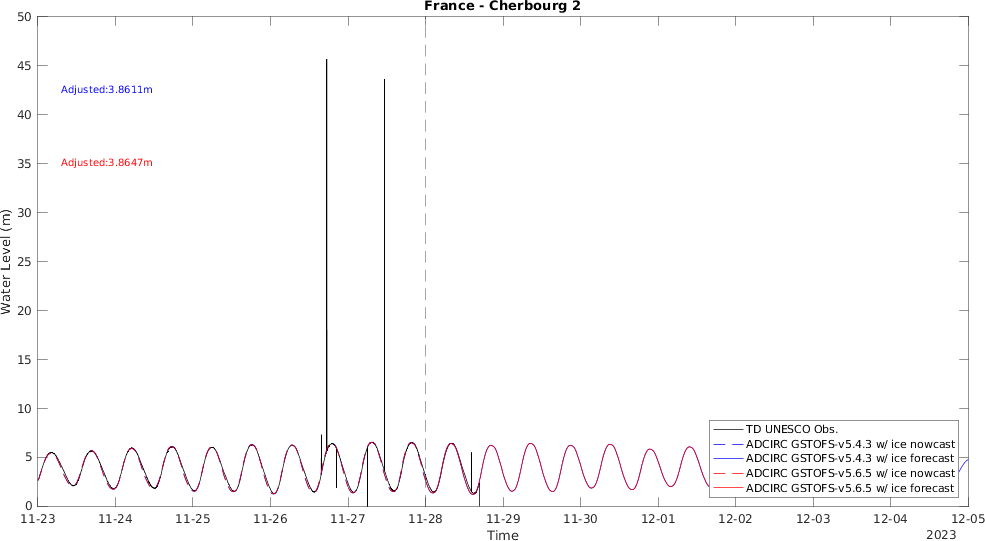 France - Cherbourg 2
50
45
40
35
30
25
20
15
10
5
0
Water Level (m)
Adjusted:3.8611m
Adjusted:3.8647m
TD UNESCO Obs.
ADCIRC GSTOFS-v5.4.3 w/ ice nowcast
ADCIRC GSTOFS-v5.4.3 w/ ice forecast
ADCIRC GSTOFS-v5.6.5 w/ ice nowcast
ADCIRC GSTOFS-v5.6.5 w/ ice forecast
11-23 11-24 11-25 11-26 11-27 11-28 11-29 11-30 12-01 12-02 12-03 12-04 12-05
Time
2023